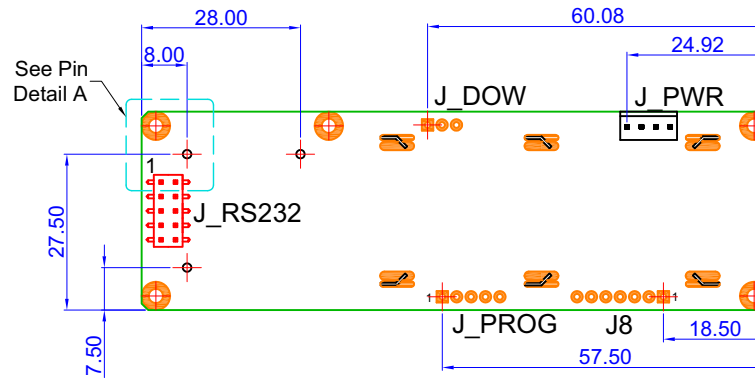 28.00
60.08
8.00
24.92
See Pin
Detail A
J_DOW
J_PWR
1
J_RS232
27.50
7.50
1
J_PROG
J8
1
18.50
57.50